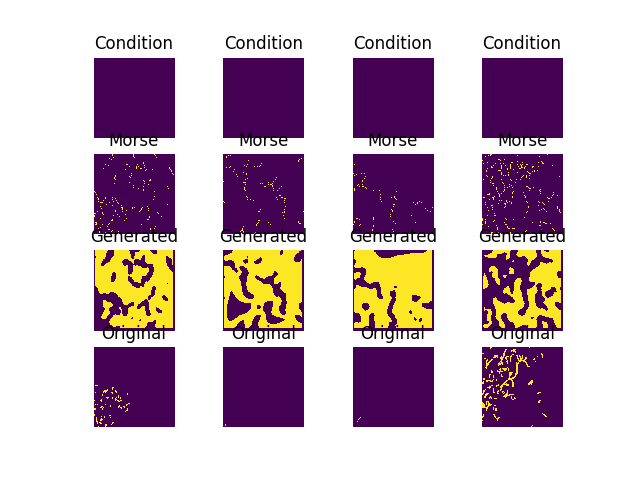 Condition Condition Condition Condition
Morse Morse Morse Morse
Generated Generated Generated Generated
Original Original Original Original